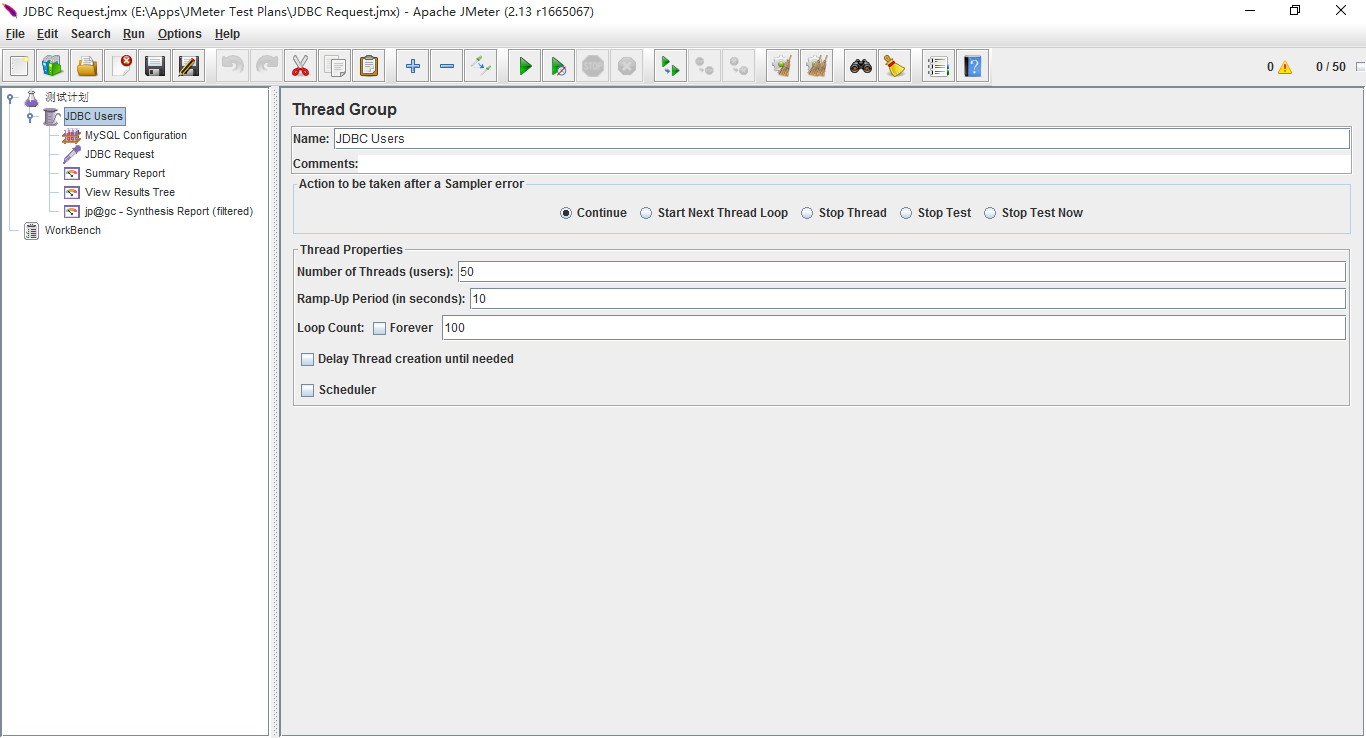 JDBC Request.jmx (E:\Apps\JMeter Test Plans\JDBC Request.jmx) - Apache JMeter (2.13 r1665067)
File Edit Search Run Options Help
STOP
0 0 / 50
测试计划
JDBC Users
MySQL Configuration
JDBC Request
Summary Report
View Results Tree
jp@gc - Synthesis Report (filtered)
WorkBench
Thread Group
Name: JDBC Users
Comments:
Action to be taken after a Sampler error
Continue Start Next Thread Loop Stop Thread Stop Test Stop Test Now
Thread Properties
Number of Threads (users): 50
Ramp-Up Period (in seconds): 10
Loop Count: Forever 100
Delay Thread creation until needed
Scheduler